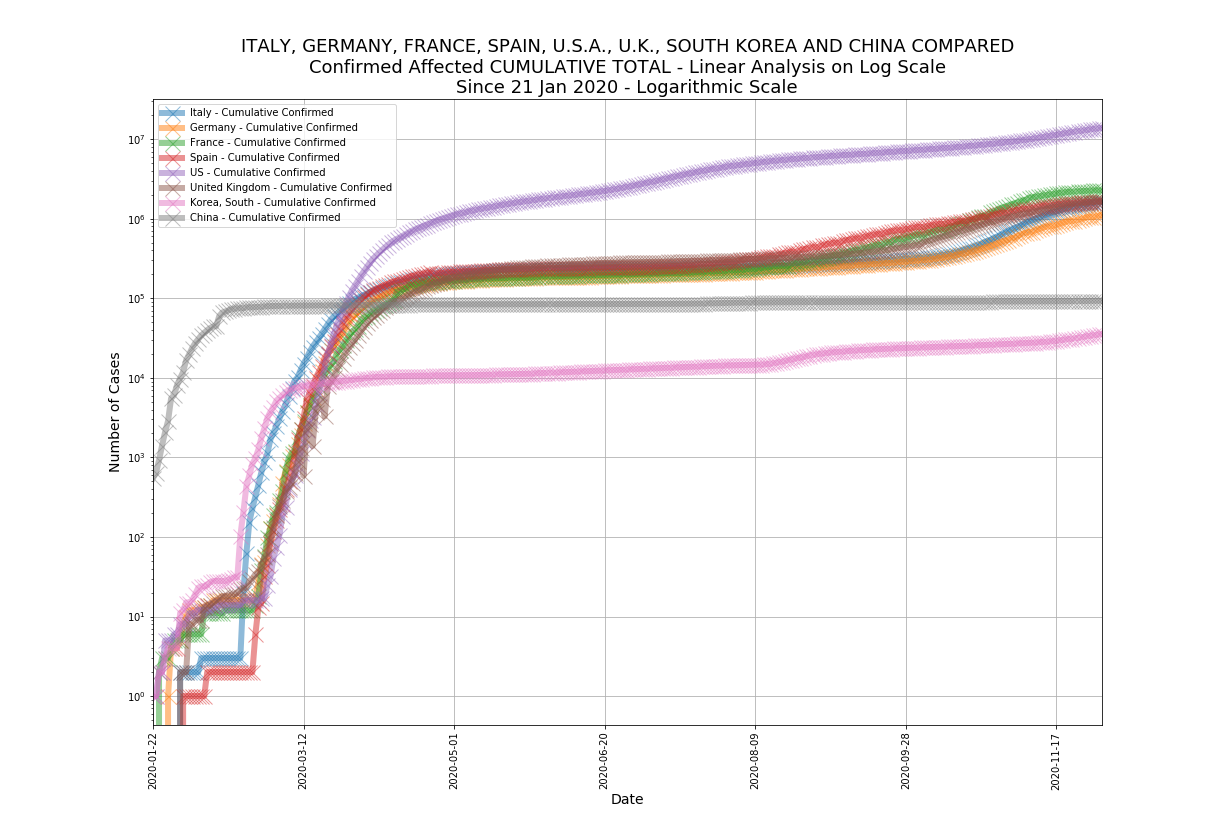 ITALY, GERMANY, FRANCE, SPAIN, U.S.A., U.K., SOUTH KOREA AND CHINA COMPARED
Confirmed Affected CUMULATIVE TOTAL - Linear Analysis on Log Scale
Since 21 Jan 2020 - Logarithmic Scale
Italy - Cumulative Confirmed
Germany - Cumulative Confirmed
France - Cumulative Confirmed
Spain - Cumulative Confirmed
US - Cumulative Confirmed
United Kingdom - Cumulative Confirmed
Korea, South - Cumulative Confirmed
China - Cumulative Confirmed
10⁷
10⁶
10⁵
10⁴
10³
10²
10¹
10⁰
Number of Cases
2020-01-22
2020-03-12
2020-05-01
2020-06-20
2020-08-09
2020-09-28
2020-11-17
Date